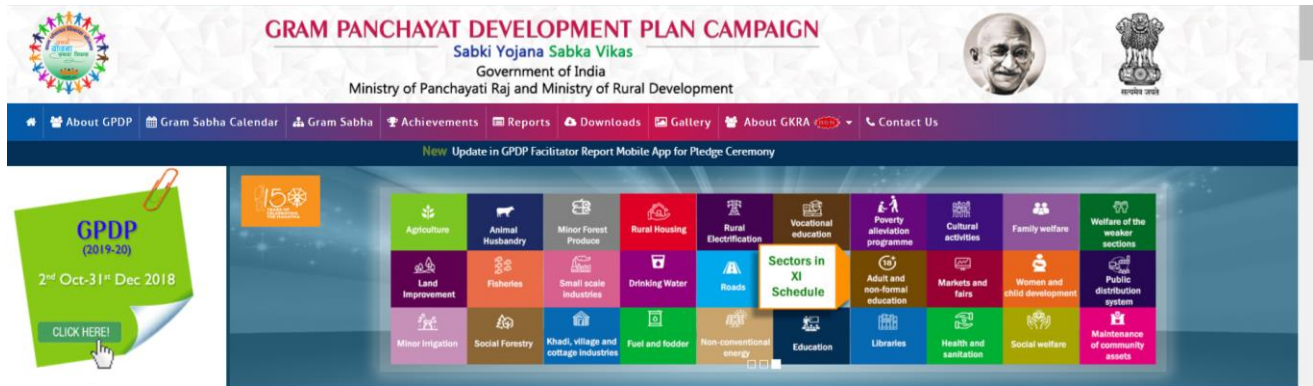 GRAM PANCHAYAT DEVELOPMENT PLAN CAMPAIGN
Sabki Yojana Sabka Vikas
Government of India
Ministry of Panchayati Raj and Ministry of Rural Development
सत्यमेव जयते
About GPDP Gram Sabha Calendar Gram Sabha Achievements Reports Downloads Gallery About GKRA Contact Us
New Update in GPDP Facilitator Report Mobile App for Pledge Ceremony
GPDP
(2019-20)
2nd Oct-31st Dec 2018
CLICK HERE!
150
Agriculture
Animal
Husbandry
Minor Forest
Produce
Rural Housing
Rural
Electrification
Vocational
education
Poverty
alleviation
programme
Cultural
activities
Family welfare
Welfare of the
weaker
sections
Land
Improvement
Fisheries
Small scale
industries
Drinking Water
Roads
Sectors in
XI
Schedule
18+
Adult and
non-formal
education
Markets and
fairs
Women and
child development
Public
distribution
system
Minor Irrigation
Social Forestry
Khadi, village and
cottage industries
Fuel and fodder
Non-conventional
energy
Education
Libraries
Health and
sanitation
Social welfare
Maintenance
of community
assets